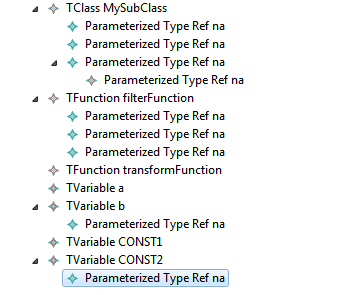 TClass MySubClass
Parameterized Type Ref na
Parameterized Type Ref na
Parameterized Type Ref na
Parameterized Type Ref na
TFunction filterFunction
Parameterized Type Ref na
Parameterized Type Ref na
Parameterized Type Ref na
TFunction transformFunction
TVariable a
TVariable b
Parameterized Type Ref na
TVariable CONST1
TVariable CONST2
Parameterized Type Ref na